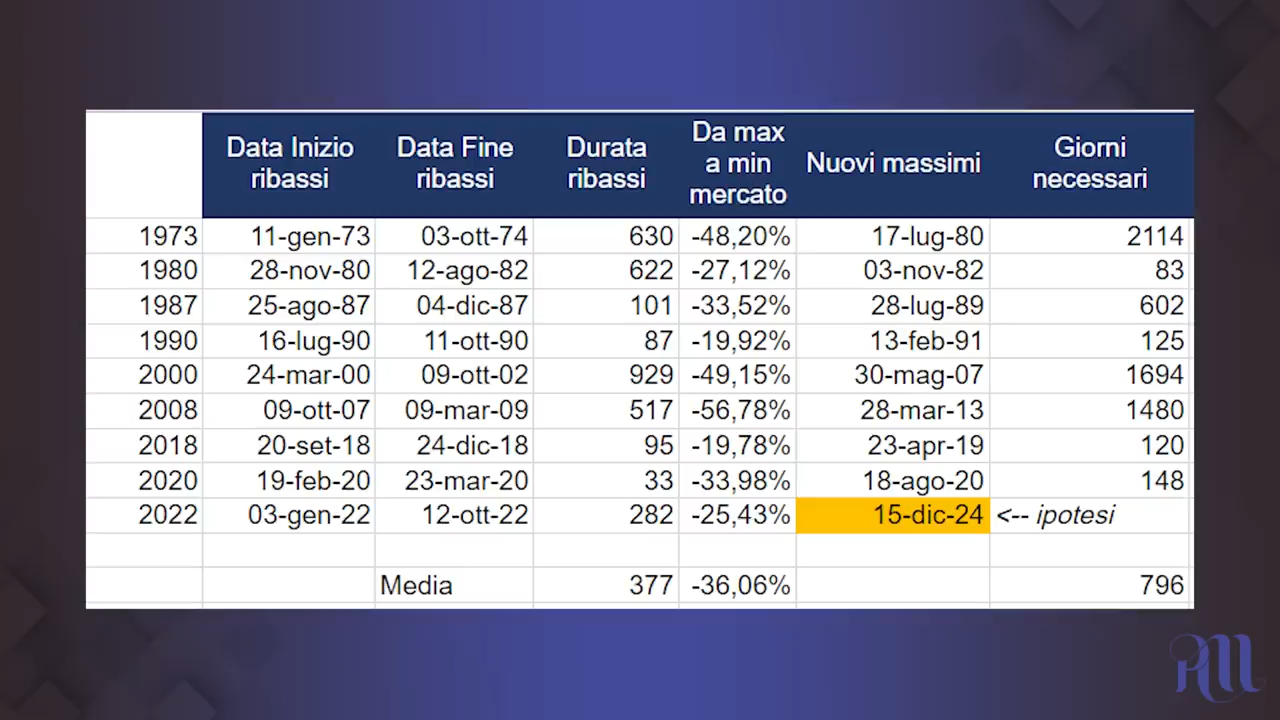 Data Inizio ribassi Data Fine ribassi Durata ribassi Da max a min mercato Nuovi massimi Giorni necessari
1973 11-gen-73 03-ott-74 630 -48,20% 17-lug-80 2114
1980 28-nov-80 12-ago-82 622 -27,12% 03-nov-82 83
1987 25-ago-87 04-dic-87 101 -33,52% 28-lug-89 602
1990 16-lug-90 11-ott-90 87 -19,92% 13-feb-91 125
2000 24-mar-00 09-ott-02 929 -49,15% 30-mag-07 1694
2008 09-ott-07 09-mar-09 517 -56,78% 28-mar-13 1480
2018 20-set-18 24-dic-18 95 -19,78% 23-apr-19 120
2020 19-feb-20 23-mar-20 33 -33,98% 18-ago-20 148
2022 03-gen-22 12-ott-22 282 -25,43% 15-dic-24 <-- ipotesi
Media 377 -36,06% 796